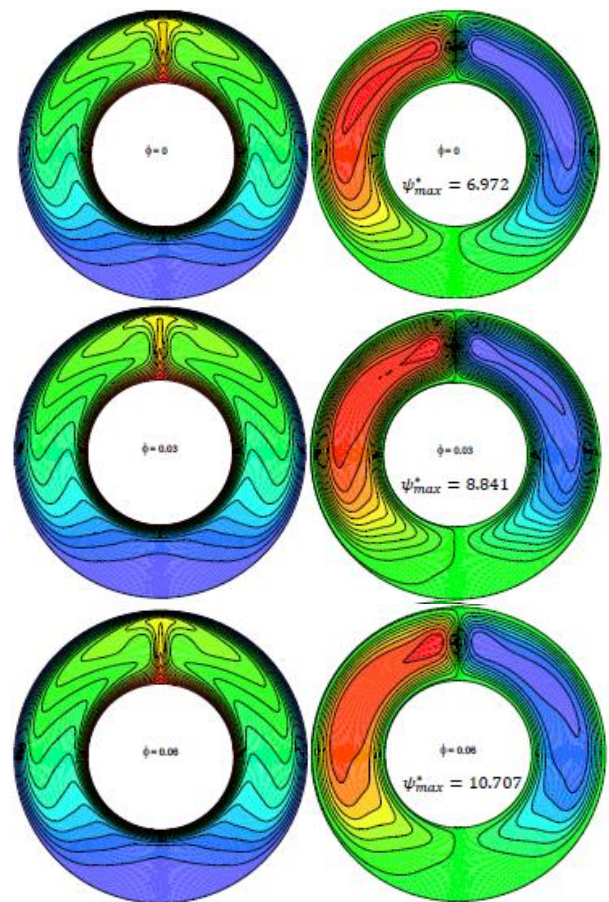 ϕ = 0
ϕ = 0
ψ*max = 6.972
ϕ = 0.03
ϕ = 0.03
ψ*max = 8.841
ϕ = 0.06
ϕ = 0.06
ψ*max = 10.707